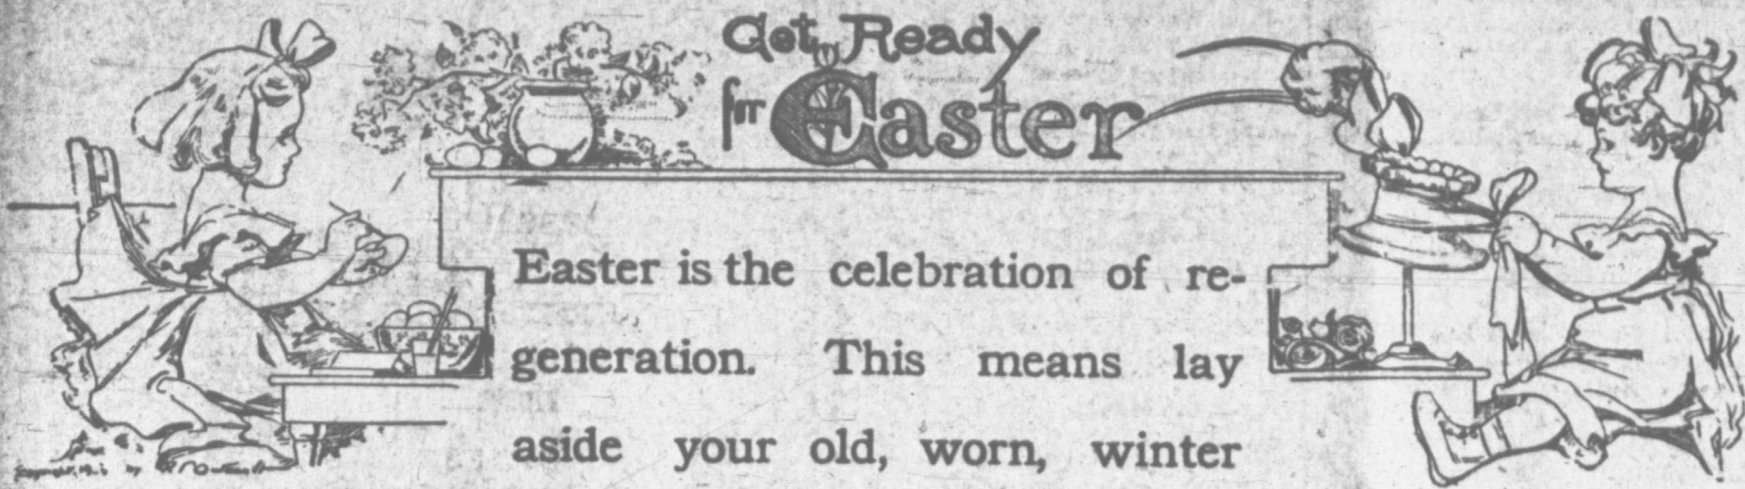 Get Ready
for Easter
Easter is the celebration of re-
generation. This means lay
aside your old, worn, winter